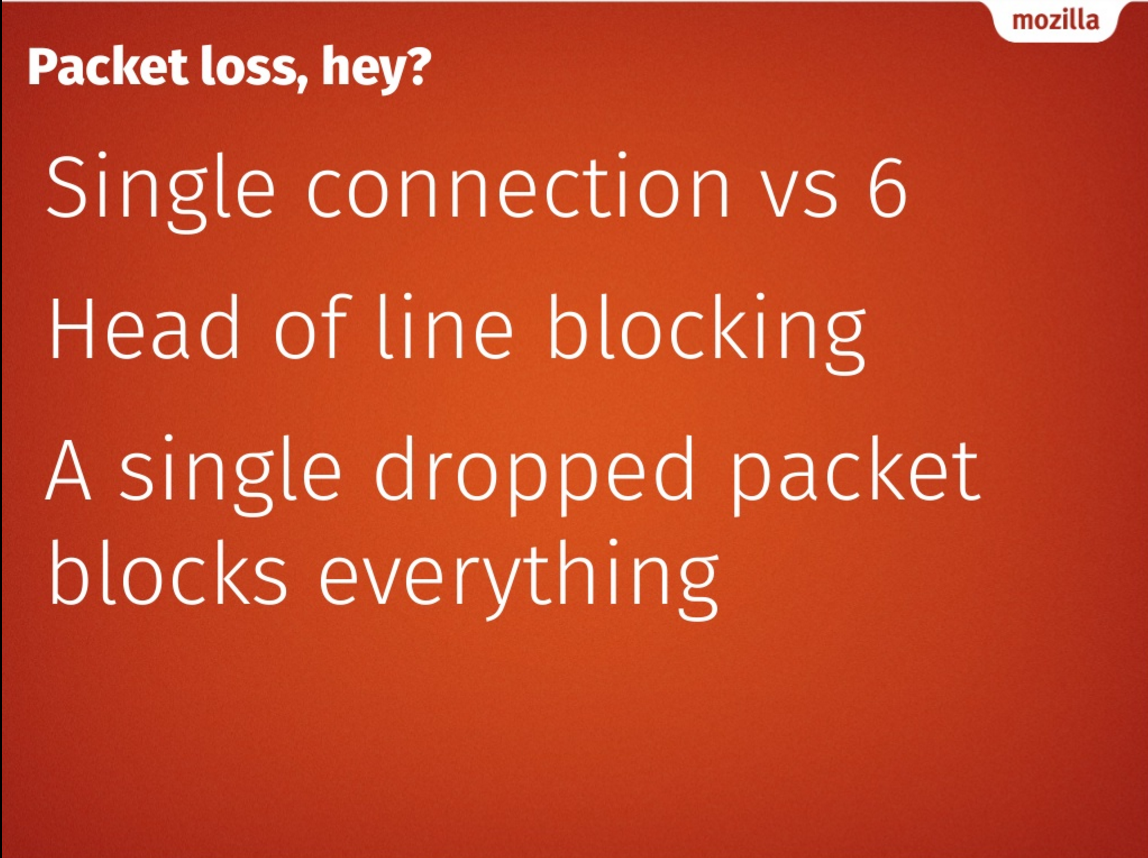 mozilla
Packet loss, hey?
Single connection vs 6
Head of line blocking
A single dropped packet
blocks everything